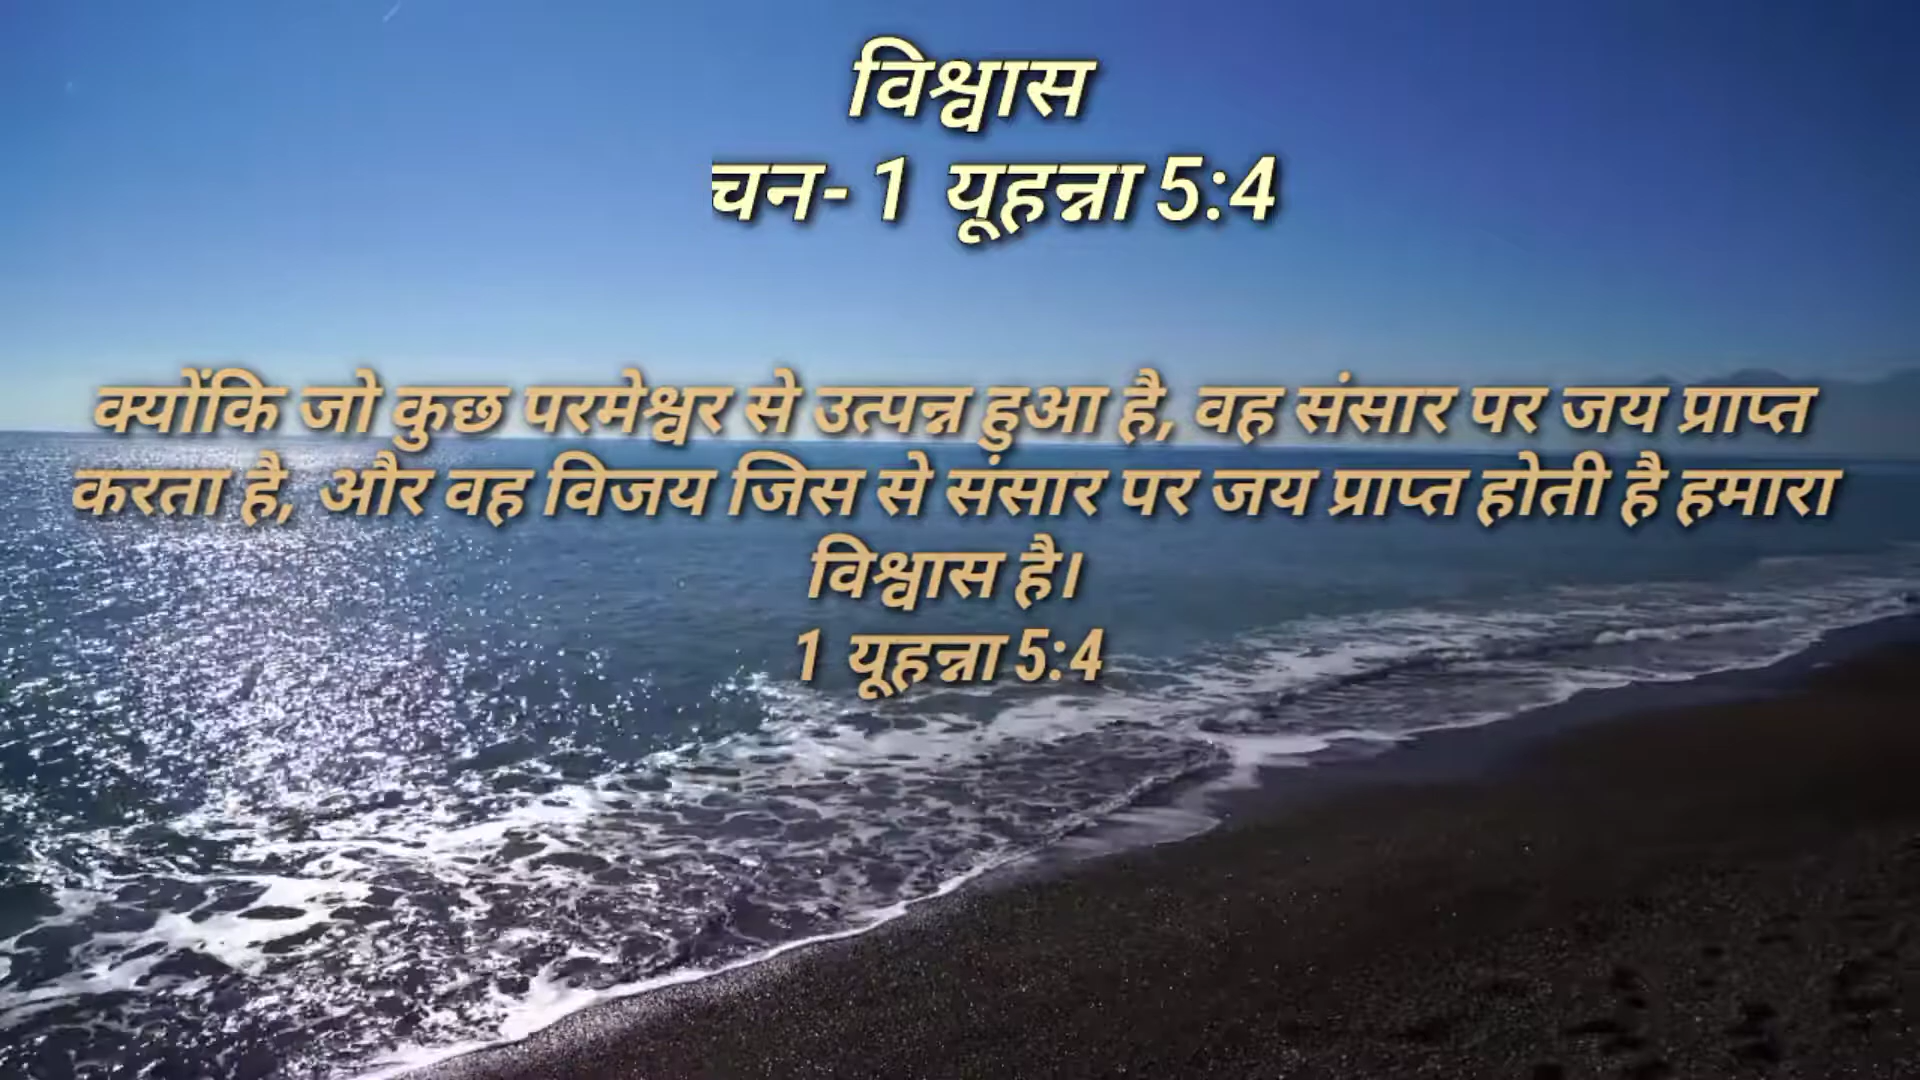 विश्वास
चन- 1 यूहन्ना 5:4
क्योंकि जो कुछ परमेश्वर से उत्पन्न हुआ है, वह संसार पर जय प्राप्त
करता है, और वह विजय जिस से संसार पर जय प्राप्त होती है हमारा
विश्वास है।
1 यूहन्ना 5:4